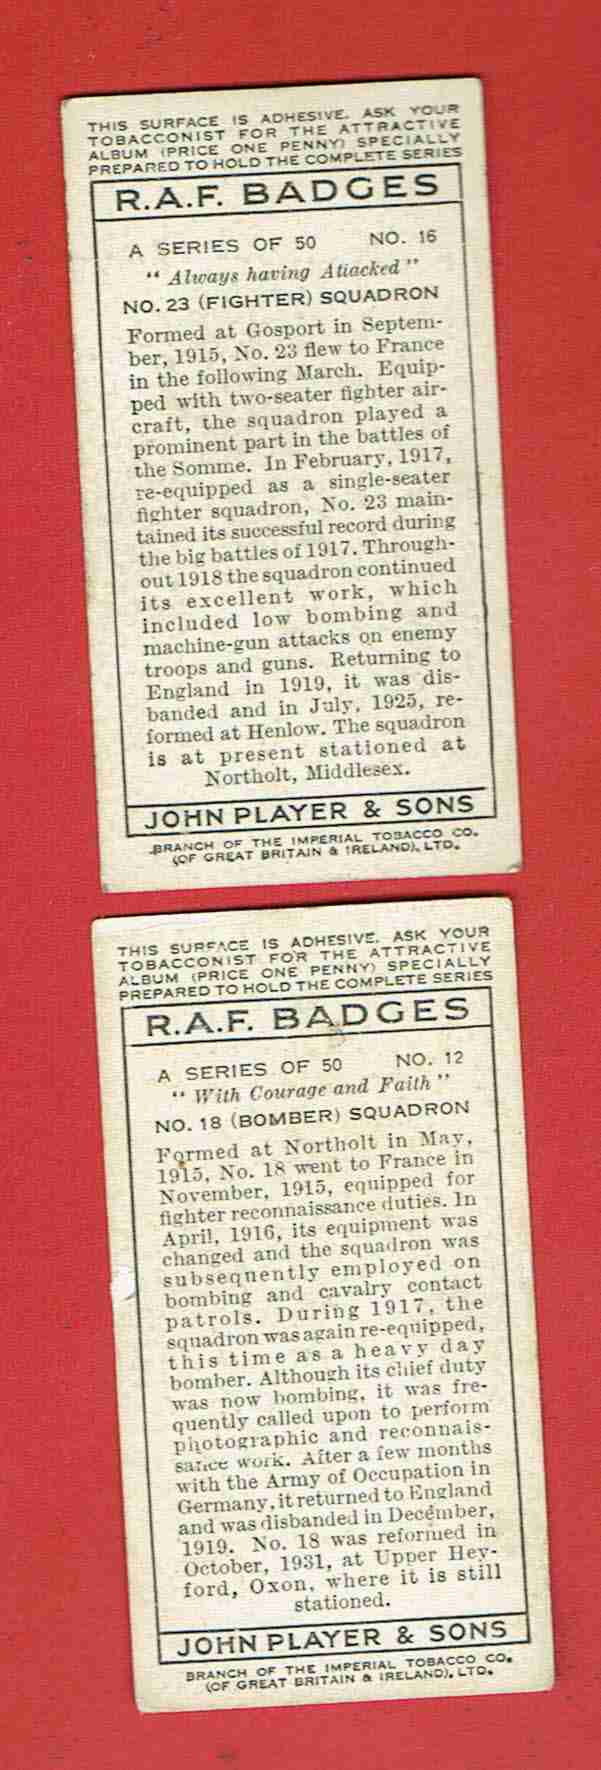 THIS SURFACE IS ADHESIVE. ASK YOUR
TOBACCONIST FOR THE ATTRACTIVE
ALBUM (PRICE ONE PENNY) SPECIALLY
PREPARED TO HOLD THE COMPLETE SERIES
R.A.F. BADGES
A SERIES OF 50 NO. 16
"Always having Attacked"
NO. 23 (FIGHTER) SQUADRON
Formed at Gosport in Septem-
ber, 1915, No. 23 flew to France
in the following March. Equip-
ped with two-seater fighter air-
craft, the squadron played a
prominent part in the battles of
the Somme. In February, 1917,
re-equipped as a single-seater
fighter squadron, No. 23 main-
tained its successful record during
the big battles of 1917. Through-
out 1918 the squadron continued
its excellent work, which
included low bombing and
machine-gun attacks on enemy
troops and guns. Returning to
England in 1919, it was dis-
banded and in July, 1925, re-
formed at Henlow. The squadron
is at present stationed at
Northolt, Middlesex.
JOHN PLAYER & SONS
BRANCH OF THE IMPERIAL TOBACCO CO.
(OF GREAT BRITAIN & IRELAND), LTD.
THIS SURFACE IS ADHESIVE. ASK YOUR
TOBACCONIST FOR THE ATTRACTIVE
ALBUM (PRICE ONE PENNY) SPECIALLY
PREPARED TO HOLD THE COMPLETE SERIES
R.A.F. BADGES
A SERIES OF 50 NO. 12
"With Courage and Faith"
NO. 18 (BOMBER) SQUADRON
Formed at Northolt in May,
1915, No. 18 went to France in
November, 1915, equipped for
fighter reconnaissance duties. In
April, 1916, its equipment was
changed and the squadron was
subsequently employed on
bombing and cavalry contact
patrols. During 1917, the
squadron was again re-equipped,
this time as a heavy day
bomber. Although its chief duty
was now bombing, it was fre-
quently called upon to perform
photographic and reconnais-
sance work. After a few months
with the Army of Occupation in
Germany, it returned to England
and was disbanded in December,
1919. No. 18 was reformed in
October, 1931, at Upper Hey-
ford, Oxon, where it is still
stationed.
JOHN PLAYER & SONS
BRANCH OF THE IMPERIAL TOBACCO CO.
(OF GREAT BRITAIN & IRELAND), LTD.